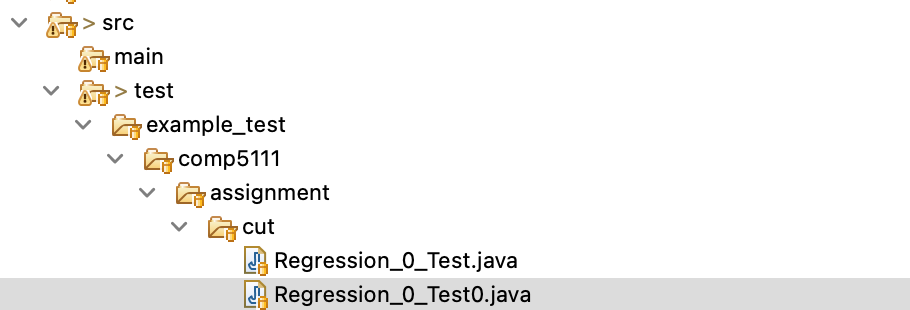 > src
main
> test
example_test
comp5111
assignment
cut
Regression_0_Test.java
Regression_0_Test0.java